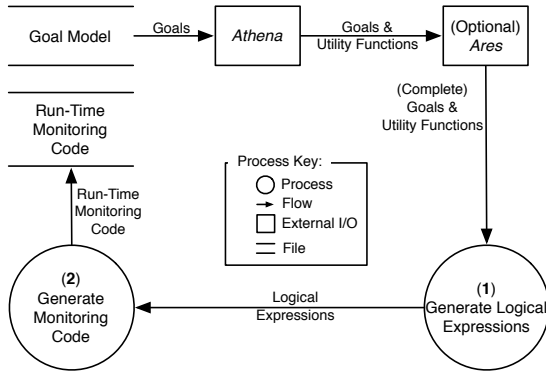 Goal Model
Goals
Athena
Goals &
Utility Functions
(Optional)
Ares
(Complete)
Goals &
Utility Functions
Run-Time
Monitoring
Code
Run-Time
Monitoring
Code
Process Key:
Process
Flow
External I/O
File
(2)
Generate
Monitoring
Code
Logical
Expressions
(1)
Generate Logical
Expressions